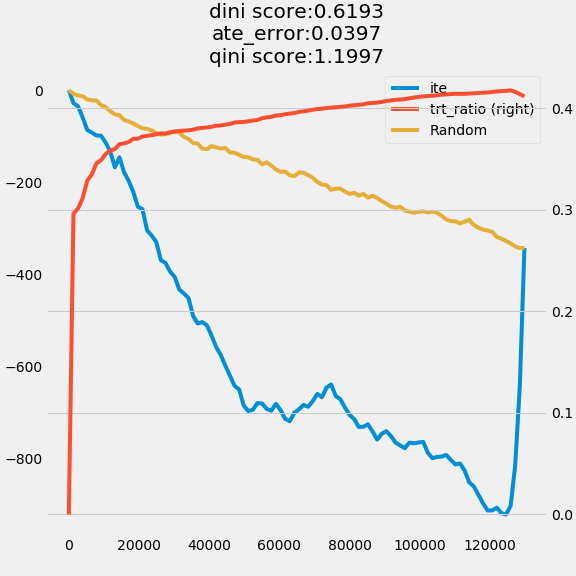 dini score:0.6193
ate_error:0.0397
qini score:1.1997
ite
trt_ratio (right)
Random
0
−200
−400
−600
−800
0.4
0.3
0.2
0.1
0.0
0
20000
40000
60000
80000
100000
120000